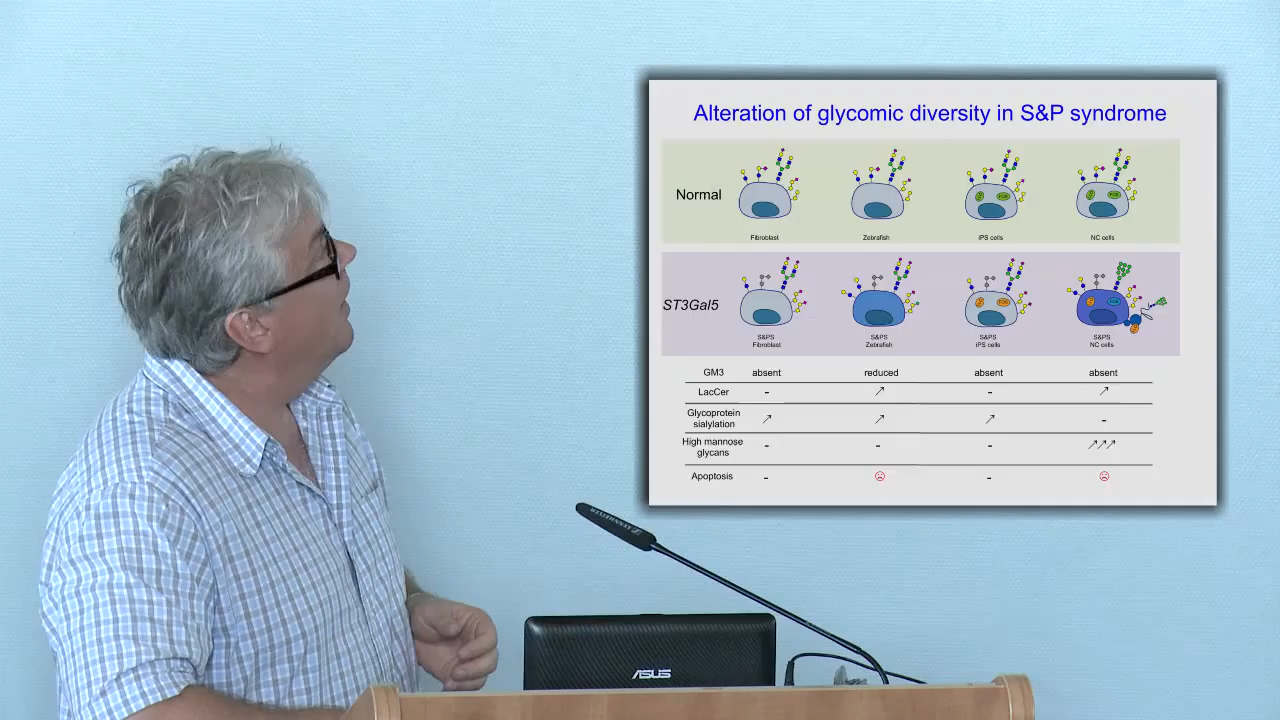 Alteration of glycomic diversity in S&P syndrome
Normal
Fibroblast
Zebrafish
iPS cells
NC cells
ST3Gal5
S&PS
Fibroblast
S&PS
Zebrafish
S&PS
iPS cells
S&PS
NC cells
GM3 absent reduced absent absent
LacCer - ↗ - ↗
Glycoprotein
sialylation ↗ ↗ ↗ -
High mannose
glycans - - - ↗↗↗
Apoptosis - ☹ - ☹
SENNHEISER
ASUS